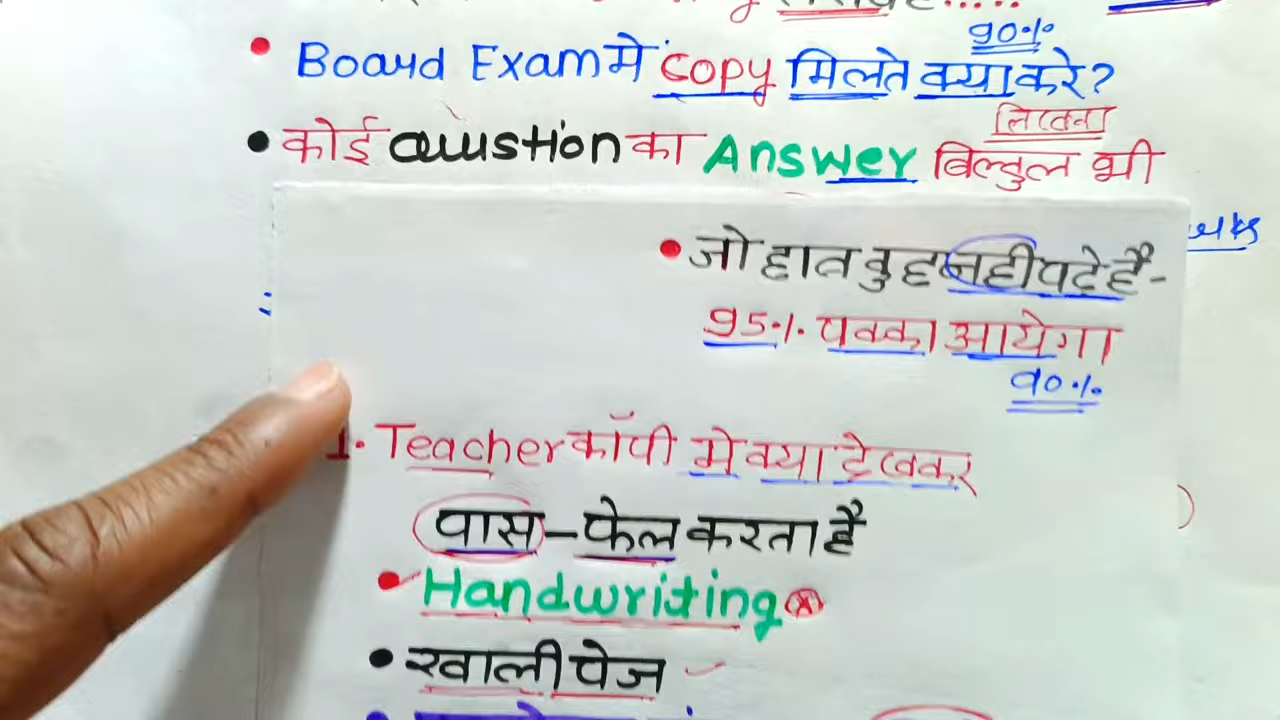 90%
Board Exam मे copy मिलते क्या करे?
लिखना
कोई Question का Answer बिल्कुल भी
जो छात्र कुछ नही पढे है-
95% पक्का आयेगा
90%
1. Teacher कॉपी मे क्या देखकर
पास-फेल करता है
Handwriting
खाली पेज